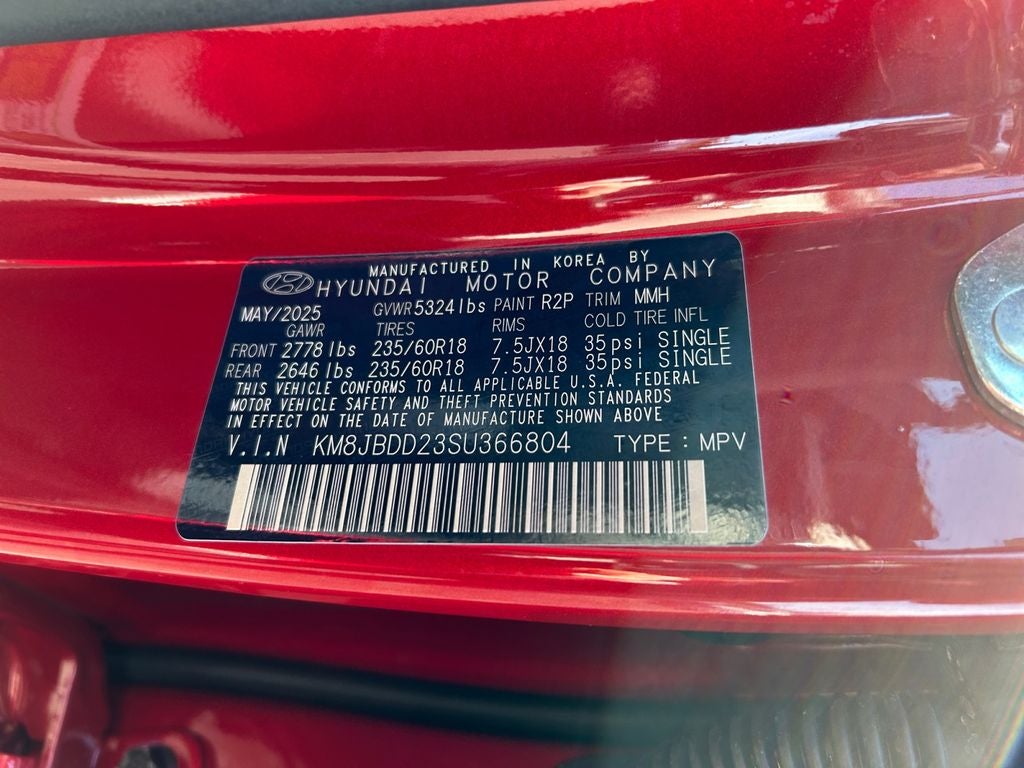 MANUFACTURED IN KOREA BY
HYUNDAI MOTOR COMPANY
MAY/2025 GVWR 5324 lbs PAINT R2P TRIM MMH
GAWR TIRES RIMS COLD TIRE INFL
FRONT 2778 lbs 235/60R18 7.5JX18 35psi SINGLE
REAR 2646 lbs 235/60R18 7.5JX18 35psi SINGLE
THIS VEHICLE CONFORMS TO ALL APPLICABLE U.S.A. FEDERAL
MOTOR VEHICLE SAFETY AND THEFT PREVENTION STANDARDS
IN EFFECT ON THE DATE OF MANUFACTURE SHOWN ABOVE
V.I.N KM8JBDD23SU366804 TYPE : MPV